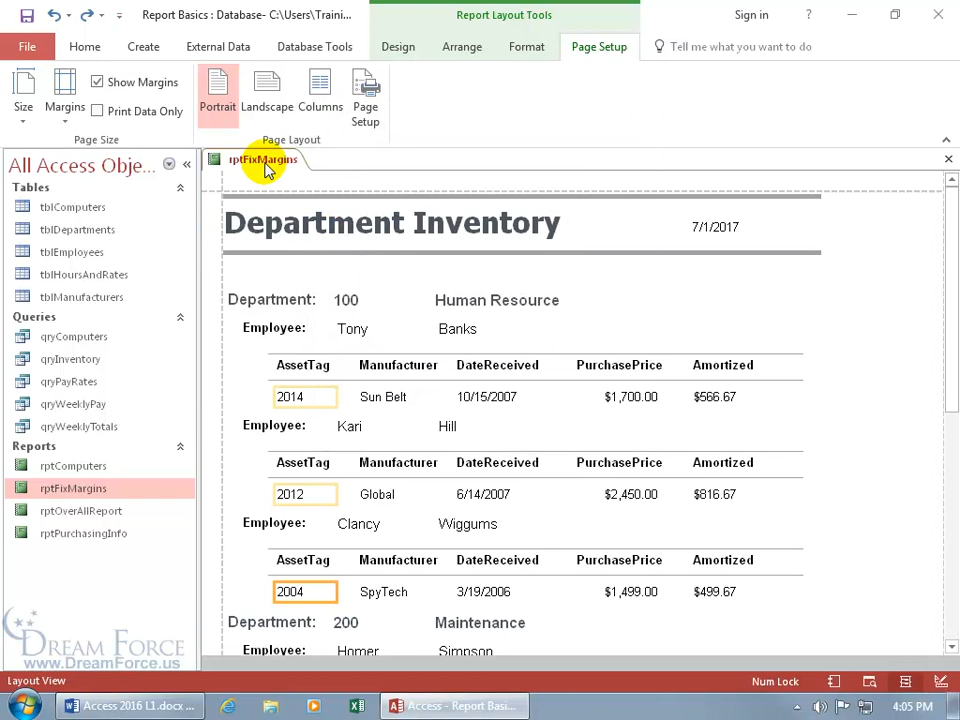 Report Basics : Database- C:\Users\Traini...
Report Layout Tools
Sign in
?
File
Home
Create
External Data
Database Tools
Design
Arrange
Format
Page Setup
Tell me what you want to do
Size
Margins
Show Margins
Print Data Only
Portrait
Landscape
Columns
Page Setup
Page Size
Page Layout
All Access Obje...
Tables
tblComputers
tblDepartments
tblEmployees
tblHoursAndRates
tblManufacturers
Queries
qryComputers
qryInventory
qryPayRates
qryWeeklyPay
qryWeeklyTotals
Reports
rptComputers
rptFixMargins
rptOverAllReport
rptPurchasingInfo
DREAM FORCE
www.DreamForce.us
rptFixMargins
Department Inventory 7/1/2017
Department: 100 Human Resource
Employee: Tony Banks
AssetTag Manufacturer DateReceived PurchasePrice Amortized
2014 Sun Belt 10/15/2007 $1,700.00 $566.67
Employee: Kari Hill
AssetTag Manufacturer DateReceived PurchasePrice Amortized
2012 Global 6/14/2007 $2,450.00 $816.67
Employee: Clancy Wiggums
AssetTag Manufacturer DateReceived PurchasePrice Amortized
2004 SpyTech 3/19/2006 $1,499.00 $499.67
Department: 200 Maintenance
Employee: Homer Simpson
Layout View
Num Lock
Access 2016 L1.docx ...
Access - Report Basi...
4:05 PM